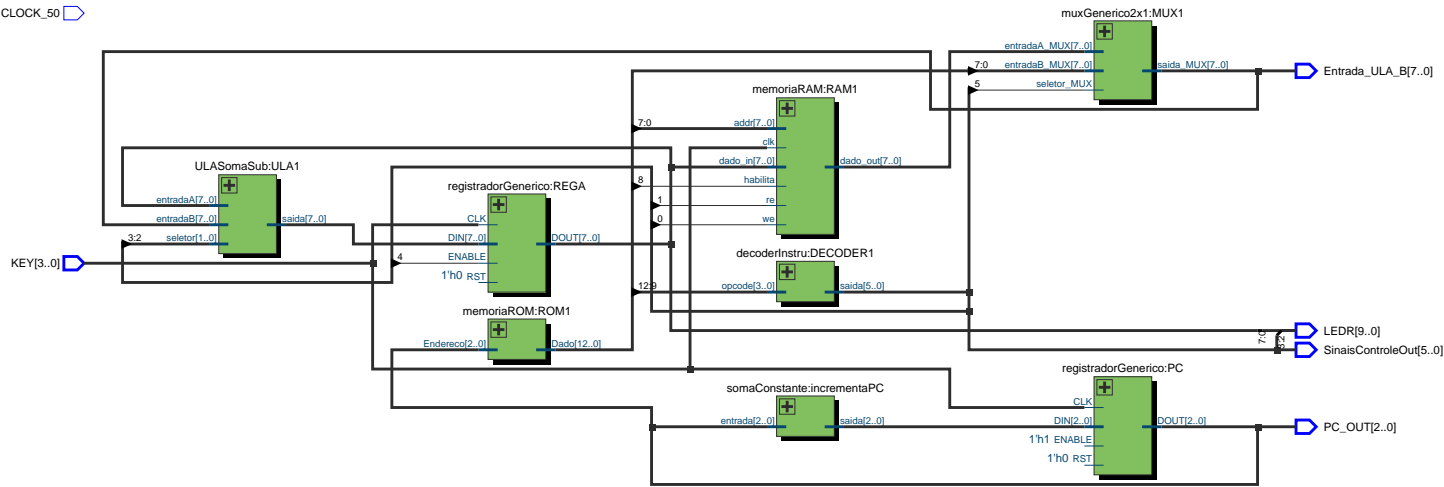 CLOCK_50
muxGenerico2x1:MUX1
entradaA_MUX[7..0]
7:0
entradaB_MUX[7..0]
saida_MUX[7..0]
Entrada_ULA_B[7..0]
5
seletor_MUX
memoriaRAM:RAM1
7:0
addr[7..0]
clk
dado_in[7..0]
dado_out[7..0]
8
habilita
1
re
0
we
ULASomaSub:ULA1
entradaA[7..0]
entradaB[7..0]
saida[7..0]
3:2
seletor[1..0]
registradorGenerico:REGA
CLK
DIN[7..0]
DOUT[7..0]
4
ENABLE
1'h0 RST
KEY[3..0]
decoderInstru:DECODER1
12:9
opcode[3..0]
saida[5..0]
memoriaROM:ROM1
Endereco[2..0]
Dado[12..0]
7:0
3:2
LEDR[9..0]
SinaisControleOut[5..0]
registradorGenerico:PC
somaConstante:incrementaPC
entrada[2..0]
saida[2..0]
CLK
DIN[2..0]
DOUT[2..0]
1'h1 ENABLE
1'h0 RST
PC_OUT[2..0]